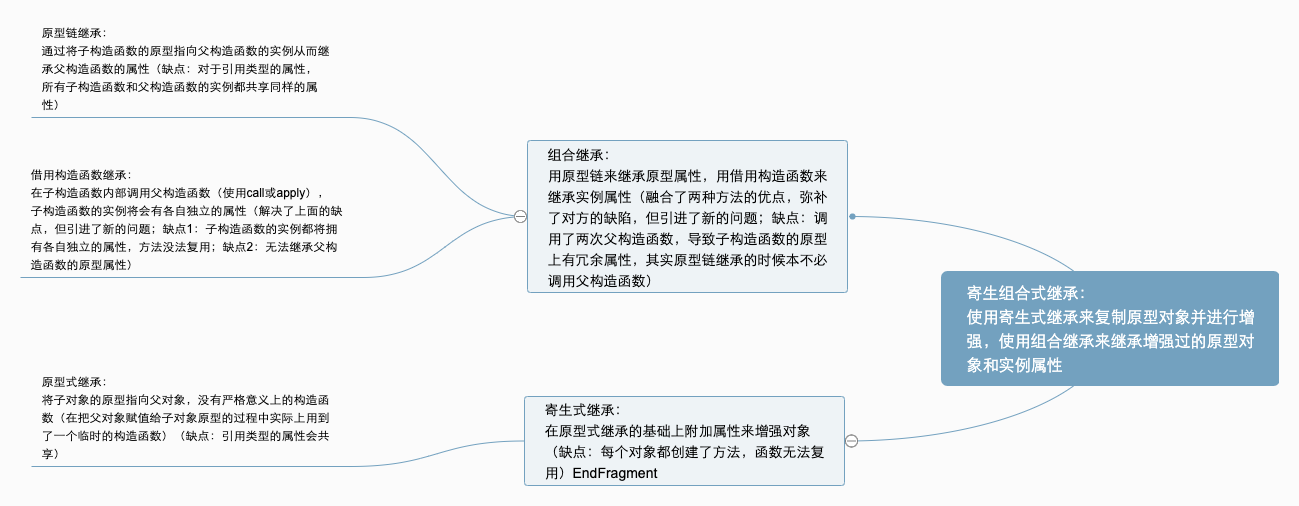 原型链继承：
通过将子构造函数的原型指向父构造函数的实例从而继
承父构造函数的属性（缺点：对于引用类型的属性，
所有子构造函数和父构造函数的实例都共享同样的属
性）
借用构造函数继承：
在子构造函数内部调用父构造函数（使用call或apply），
子构造函数的实例将会有各自独立的属性（解决了上面的缺
点，但引进了新的问题；缺点1：子构造函数的实例都将拥
有各自独立的属性，方法没法复用；缺点2：无法继承父构
造函数的原型属性）
组合继承：
用原型链来继承原型属性，用借用构造函数来
继承实例属性（融合了两种方法的优点，弥补
了对方的缺陷，但引进了新的问题；缺点：调
用了两次父构造函数，导致子构造函数的原型
上有冗余属性，其实原型链继承的时候本不必
调用父构造函数）
原型式继承：
将子对象的原型指向父对象，没有严格意义上的构造函
数（在把父对象赋值给子对象原型的过程中实际上用到
了一个临时的构造函数）（缺点：引用类型的属性会共
享）
寄生式继承：
在原型式继承的基础上附加属性来增强对象
（缺点：每个对象都创建了方法，函数无法复
用）EndFragment
寄生组合式继承：
使用寄生式继承来复制原型对象并进行增
强，使用组合继承来继承增强过的原型对
象和实例属性